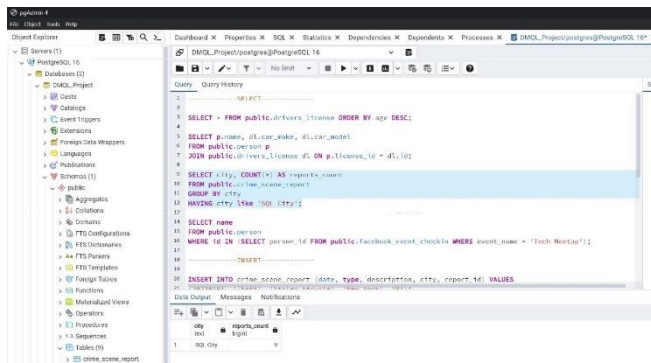 pgAdmin 4
File Object Tools Help
Object Explorer
Dashboard X Properties X SQL X Statistics X Dependencies X Dependents X Processes X DMQL_Project/postgres@PostgreSQL 16*
Servers (1)
PostgreSQL 16
Databases (2)
DMQL_Project
Casts
Catalogs
Event Triggers
Extensions
Foreign Data Wrappers
Languages
Publications
Schemas (1)
public
Aggregates
Collations
Domains
FTS Configurations
FTS Dictionaries
FTS Parsers
FTS Templates
Foreign Tables
Functions
Materialized Views
Operators
Procedures
1..3 Sequences
Tables (9)
crime_scene_report
DMQL_Project/postgres@PostgreSQL 16
No limit
Query Query History
1 -------------SELECT-------------
2
3 SELECT * FROM public.drivers_license ORDER BY age DESC;
4
5 SELECT p.name, dl.car_make, dl.car_model
6 FROM public.person p
7 JOIN public.drivers_license dl ON p.license_id = dl.id;
8
9 SELECT city, COUNT(*) AS reports_count
10 FROM public.crime_scene_report
11 GROUP BY city
12 HAVING city like 'SQL City';
13
14 SELECT name
15 FROM public.person
16 WHERE id IN (SELECT person_id FROM public.facebook_event_checkin WHERE event_name = 'Tech Meetup');
17
18 -------------INSERT-------------
19
20 INSERT INTO crime_scene_report (date, type, description, city, report_id) VALUES
Data Output Messages Notifications
city reports_count
text bigint
1 SQL City 9